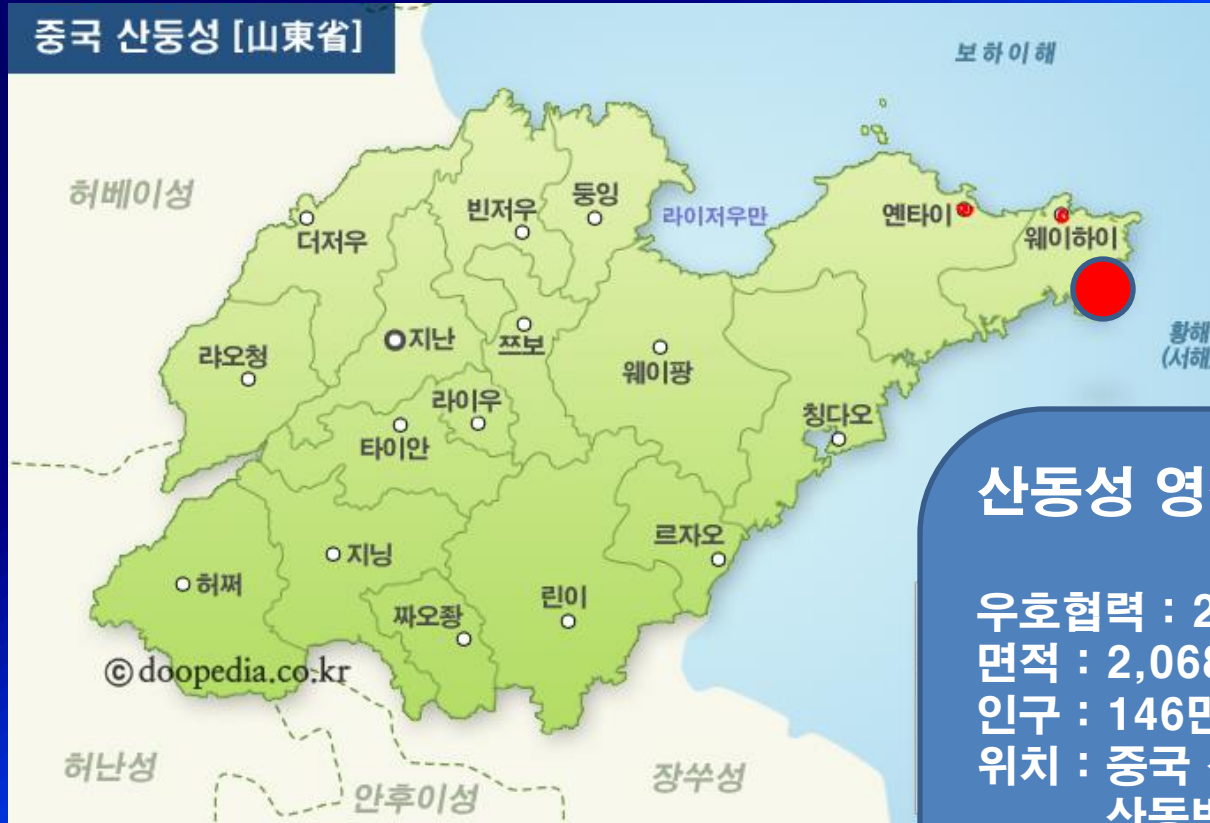 중국 산둥성 [山東省]
보하이해
허베이성
둥잉
빈저우
라이저우만
옌타이
더저우
웨이하이
지난
쯔보
황해
(서해
랴오청
웨이팡
라이우
칭다오
타이안
산동성 영
르자오
지닝
허쩌
린이
우호협력 : 2
짜오좡
©doopedia.co.kr
면적 : 2,068
인구 : 146만
허난성
장쑤성
위치 : 중국
안후이성